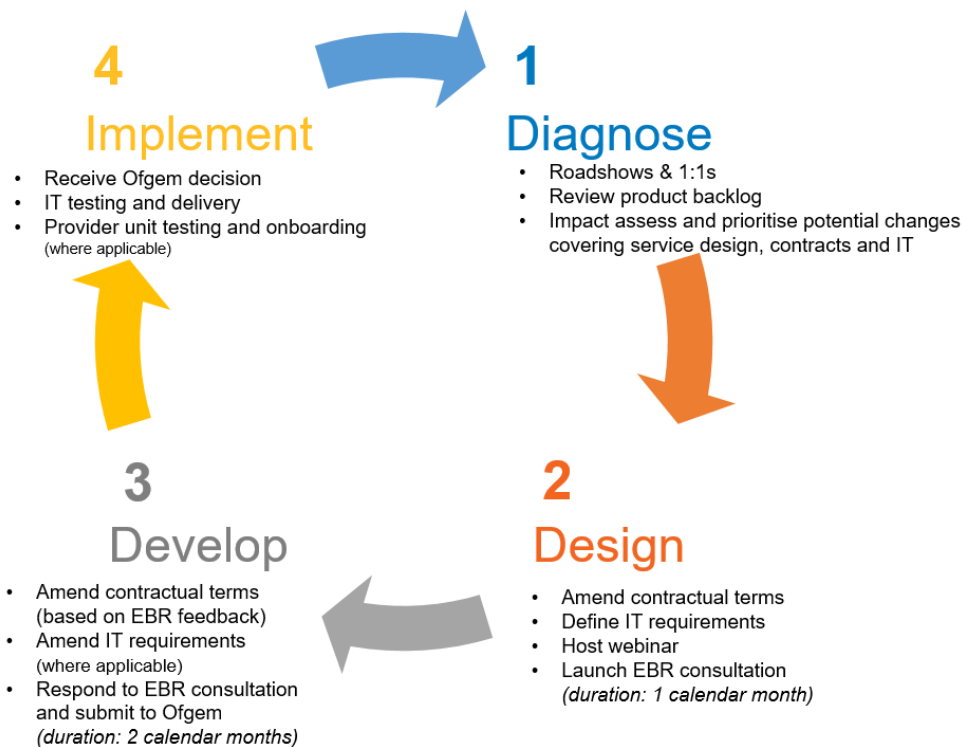 1
Diagnose
• Roadshows & 1:1s
• Review product backlog
• Impact assess and prioritise potential changes
covering service design, contracts and IT
2
Design
• Amend contractual terms
• Define IT requirements
• Host webinar
• Launch EBR consultation
(duration: 1 calendar month)
3
Develop
• Amend contractual terms
(based on EBR feedback)
• Amend IT requirements
(where applicable)
• Respond to EBR consultation
and submit to Ofgem
(duration: 2 calendar months)
4
Implement
• Receive Ofgem decision
• IT testing and delivery
• Provider unit testing and onboarding
(where applicable)